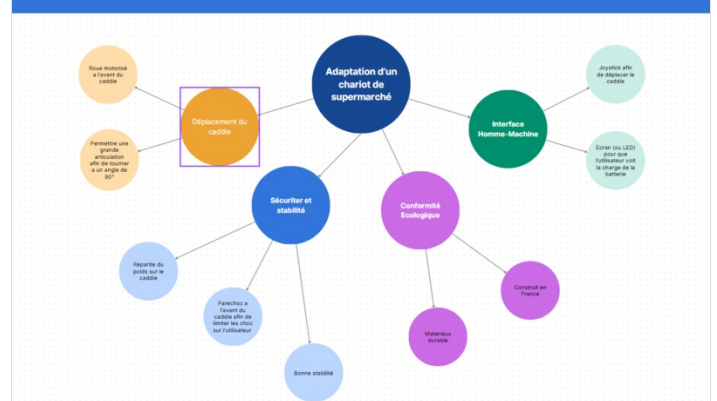 Adaptation d'un
chariot de
supermarché
Déplacement du
caddie
Roue motorisé
a l'avant du
caddie
Permettre une
grande
articulation
afin de tourner
a un angle de
90°
Interface
Homme-Machine
Joystick afin
de déplacer le
caddie
Ecran (ou LED)
pour que
l'utilisateur voit
la charge de la
batterie
Sécuriter et
stabilité
Répartie du
poids sur le
caddie
Parechoc a
l'avant du
caddie afin de
limiter les choc
sur l'utilisateur
Bonne stabilité
Conformité
Ecologique
Materiaux
durable
Construit en
France